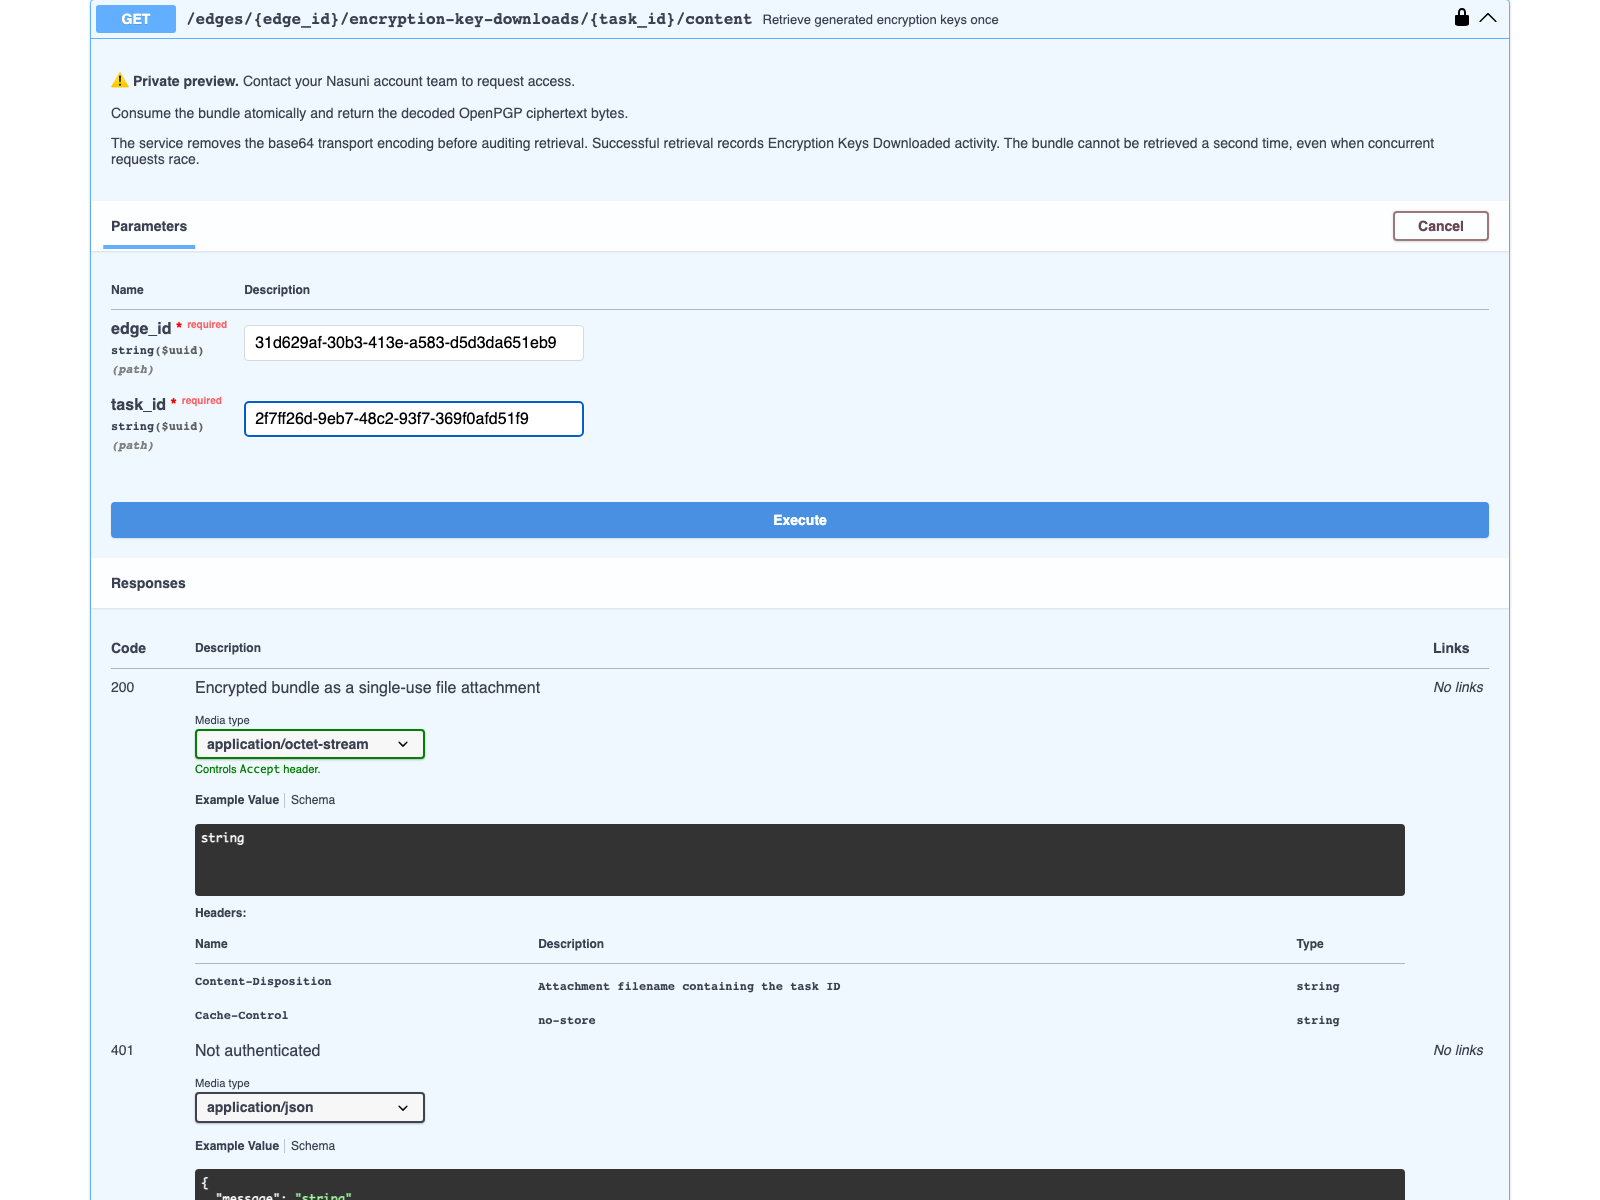 GET /edges/{edge_id}/encryption-key-downloads/{task_id}/content Retrieve generated encryption keys once
Private preview. Contact your Nasuni account team to request access.
Consume the bundle atomically and return the decoded OpenPGP ciphertext bytes.
The service removes the base64 transport encoding before auditing retrieval. Successful retrieval records Encryption Keys Downloaded activity. The bundle cannot be retrieved a second time, even when concurrent
requests race.
Parameters
Cancel
Name Description
edge_id * required
string($uuid)
(path)
31d629af-30b3-413e-a583-d5d3da651eb9
task_id * required
string($uuid)
(path)
2f7ff26d-9eb7-48c2-93f7-369f0afd51f9
Execute
Responses
Code Description Links
200 Encrypted bundle as a single-use file attachment No links
Media type
application/octet-stream
Controls Accept header.
Example Value Schema
string
Headers:
Name Description Type
Content-Disposition Attachment filename containing the task ID string
Cache-Control no-store string
401 Not authenticated No links
Media type
application/json
Example Value Schema
{
"message": "string"